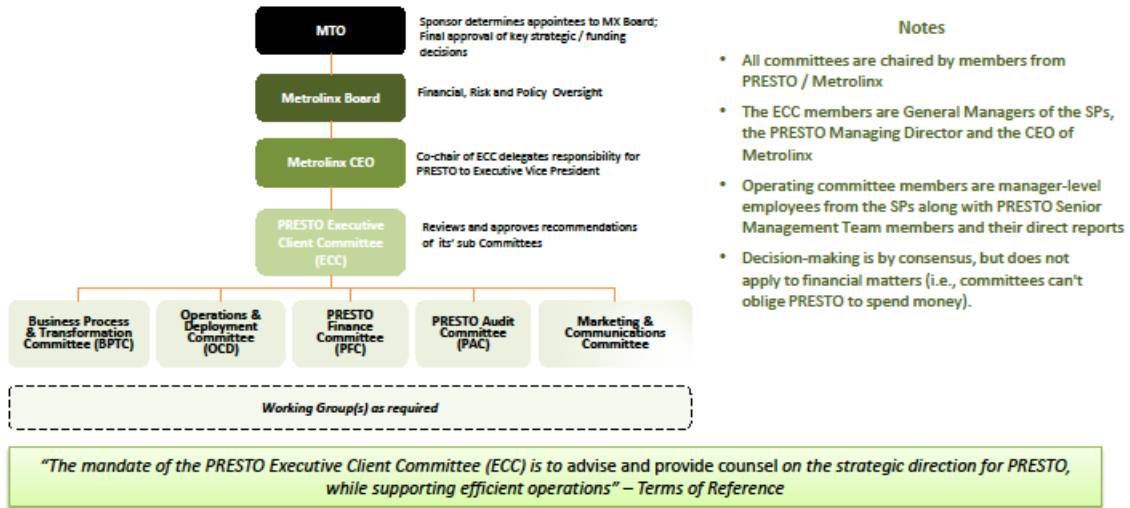 MTO
Sponsor determines appointees to MX Board;
Final approval of key strategic / funding
decisions
Metrolinx Board
Financial, Risk and Policy Oversight
Metrolinx CEO
Co-chair of ECC delegates responsibility for
PRESTO to Executive Vice President
PRESTO Executive
Client Committee
(ECC)
Reviews and approves recommendations
of its' sub Committees
Business Process
& Transformation
Committee (BPTC)
Operations &
Deployment
Committee
(OCD)
PRESTO
Finance
Committee
(PFC)
PRESTO Audit
Committee
(PAC)
Marketing &
Communications
Committee
Working Group(s) as required
Notes
• All committees are chaired by members from
PRESTO / Metrolinx
• The ECC members are General Managers of the SPs,
the PRESTO Managing Director and the CEO of
Metrolinx
• Operating committee members are manager-level
employees from the SPs along with PRESTO Senior
Management Team members and their direct reports
• Decision-making is by consensus, but does not
apply to financial matters (i.e., committees can't
oblige PRESTO to spend money).
“The mandate of the PRESTO Executive Client Committee (ECC) is to advise and provide counsel on the strategic direction for PRESTO,
while supporting efficient operations” – Terms of Reference